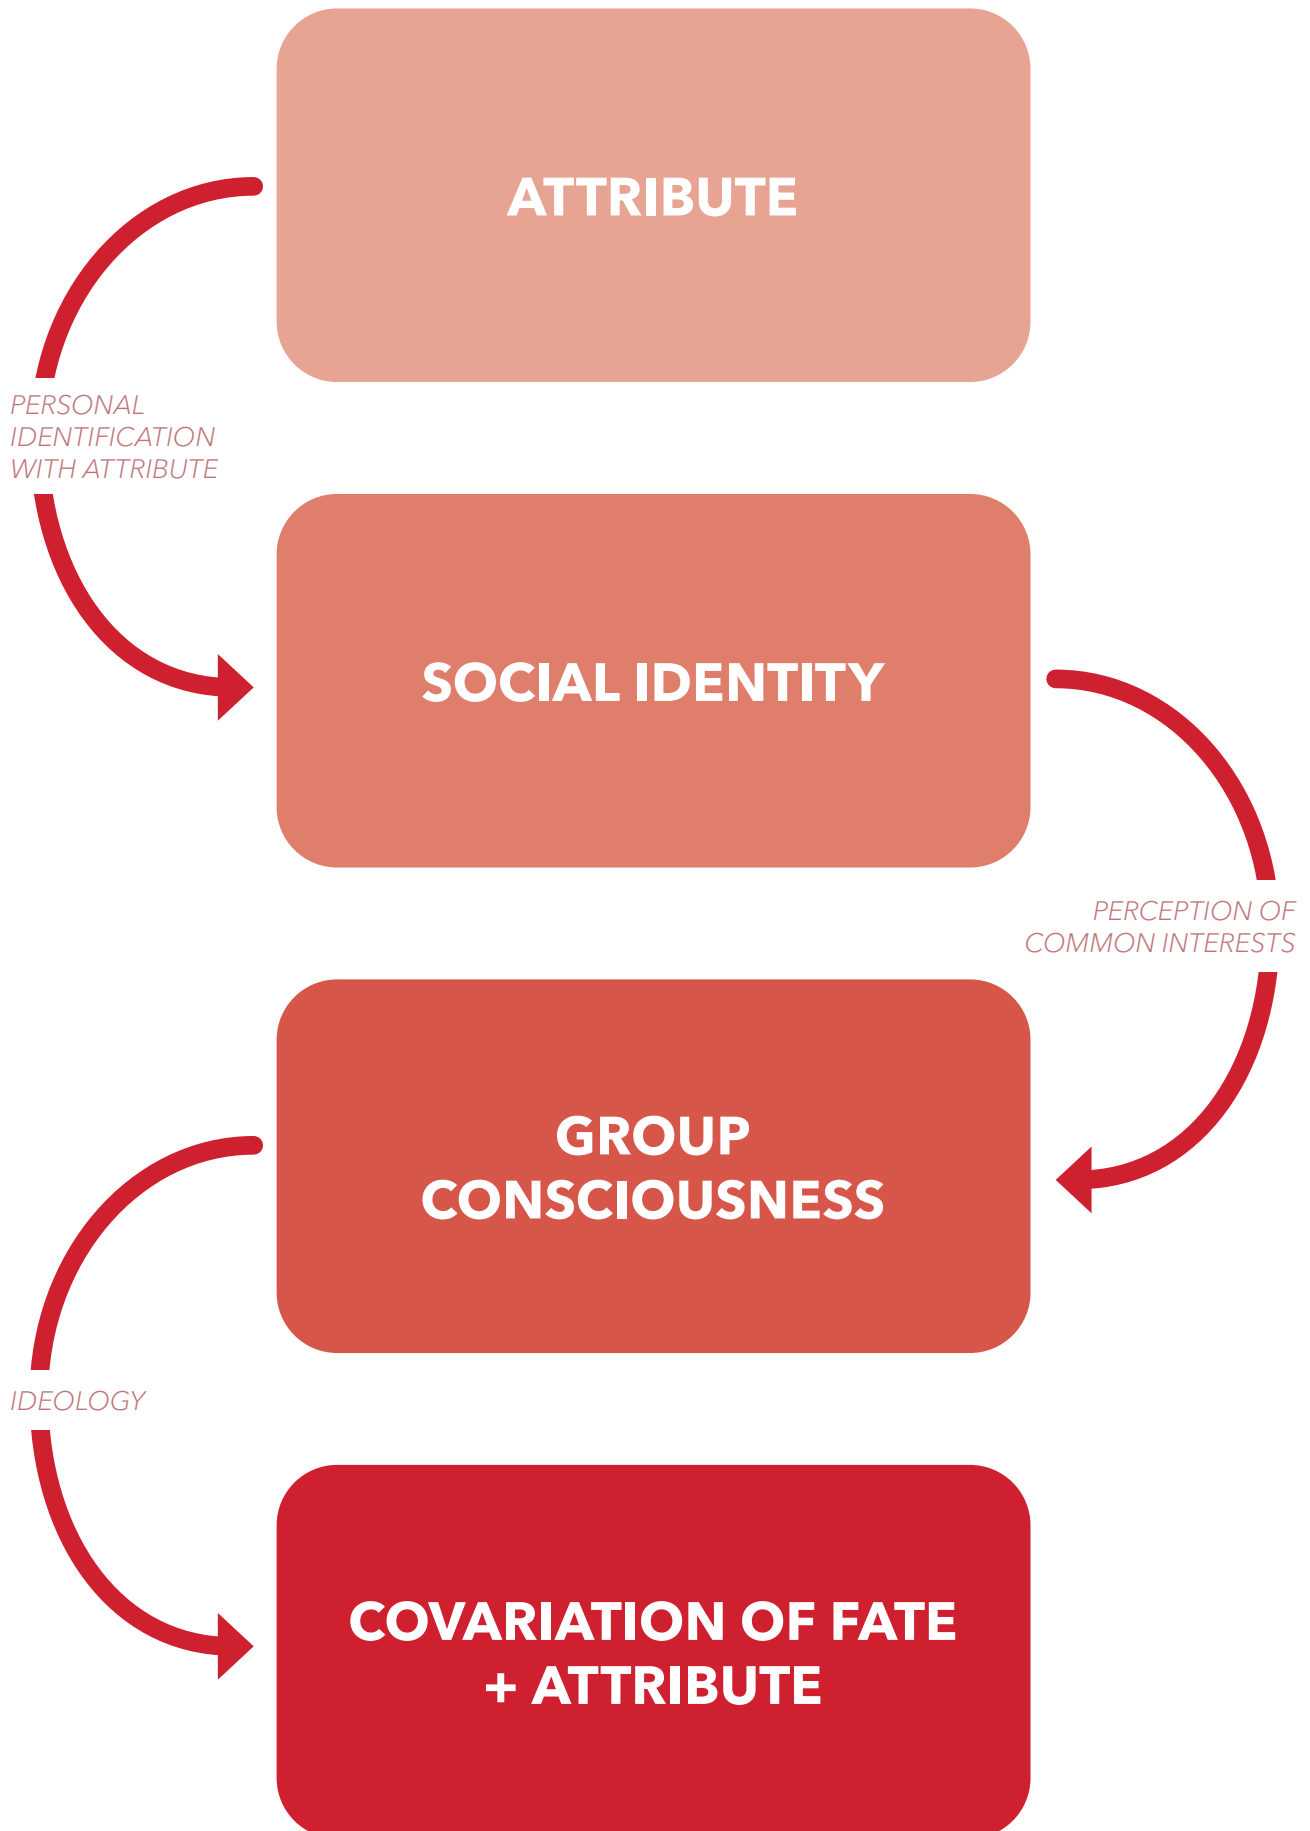 ATTRIBUTE
PERSONAL
IDENTIFICATION
WITH ATTRIBUTE
SOCIAL IDENTITY
PERCEPTION OF
COMMON INTERESTS
GROUP
CONSCIOUSNESS
IDEOLOGY
COVARIATION OF FATE
+ ATTRIBUTE